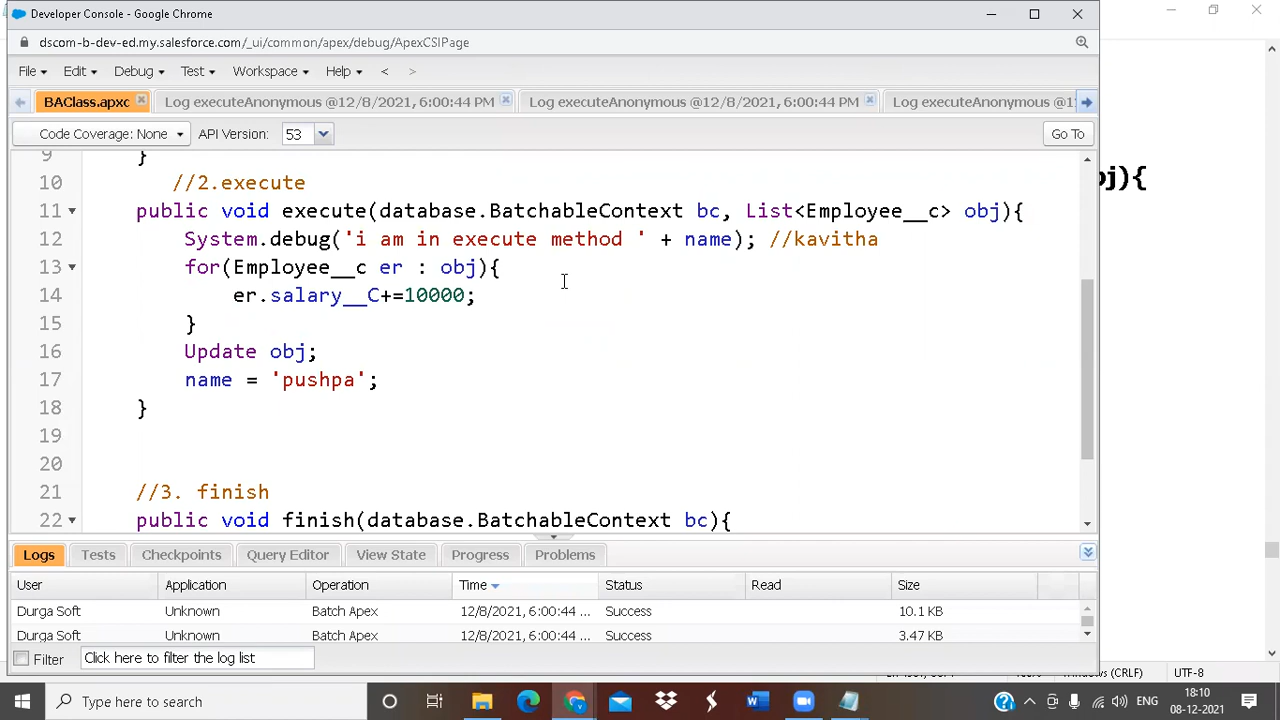 Developer Console - Google Chrome
dscom-b-dev-ed.my.salesforce.com/_ui/common/apex/debug/ApexCSIPage
File Edit Debug Test Workspace Help < >
BAClass.apxc Log executeAnonymous @12/8/2021, 6:00:44 PM Log executeAnonymous @12/8/2021, 6:00:44 PM Log executeAnonymous @1
Code Coverage: None API Version: 53 Go To
9 }
10 //2.execute
11 public void execute(database.BatchableContext bc, List<Employee__c> obj){
12 System.debug('i am in execute method ' + name); //kavitha
13 for(Employee__c er : obj){
14 er.salary__C+=10000;
15 }
16 Update obj;
17 name = 'pushpa';
18 }
19
20
21 //3. finish
22 public void finish(database.BatchableContext bc){
bj){
Logs Tests Checkpoints Query Editor View State Progress Problems
User Application Operation Time Status Read Size
Durga Soft Unknown Batch Apex 12/8/2021, 6:00:44 ... Success 10.1 KB
Durga Soft Unknown Batch Apex 12/8/2021, 6:00:44 ... Success 3.47 KB
Filter Click here to filter the log list
(CRLF) UTF-8
Type here to search
ENG 18:10
08-12-2021